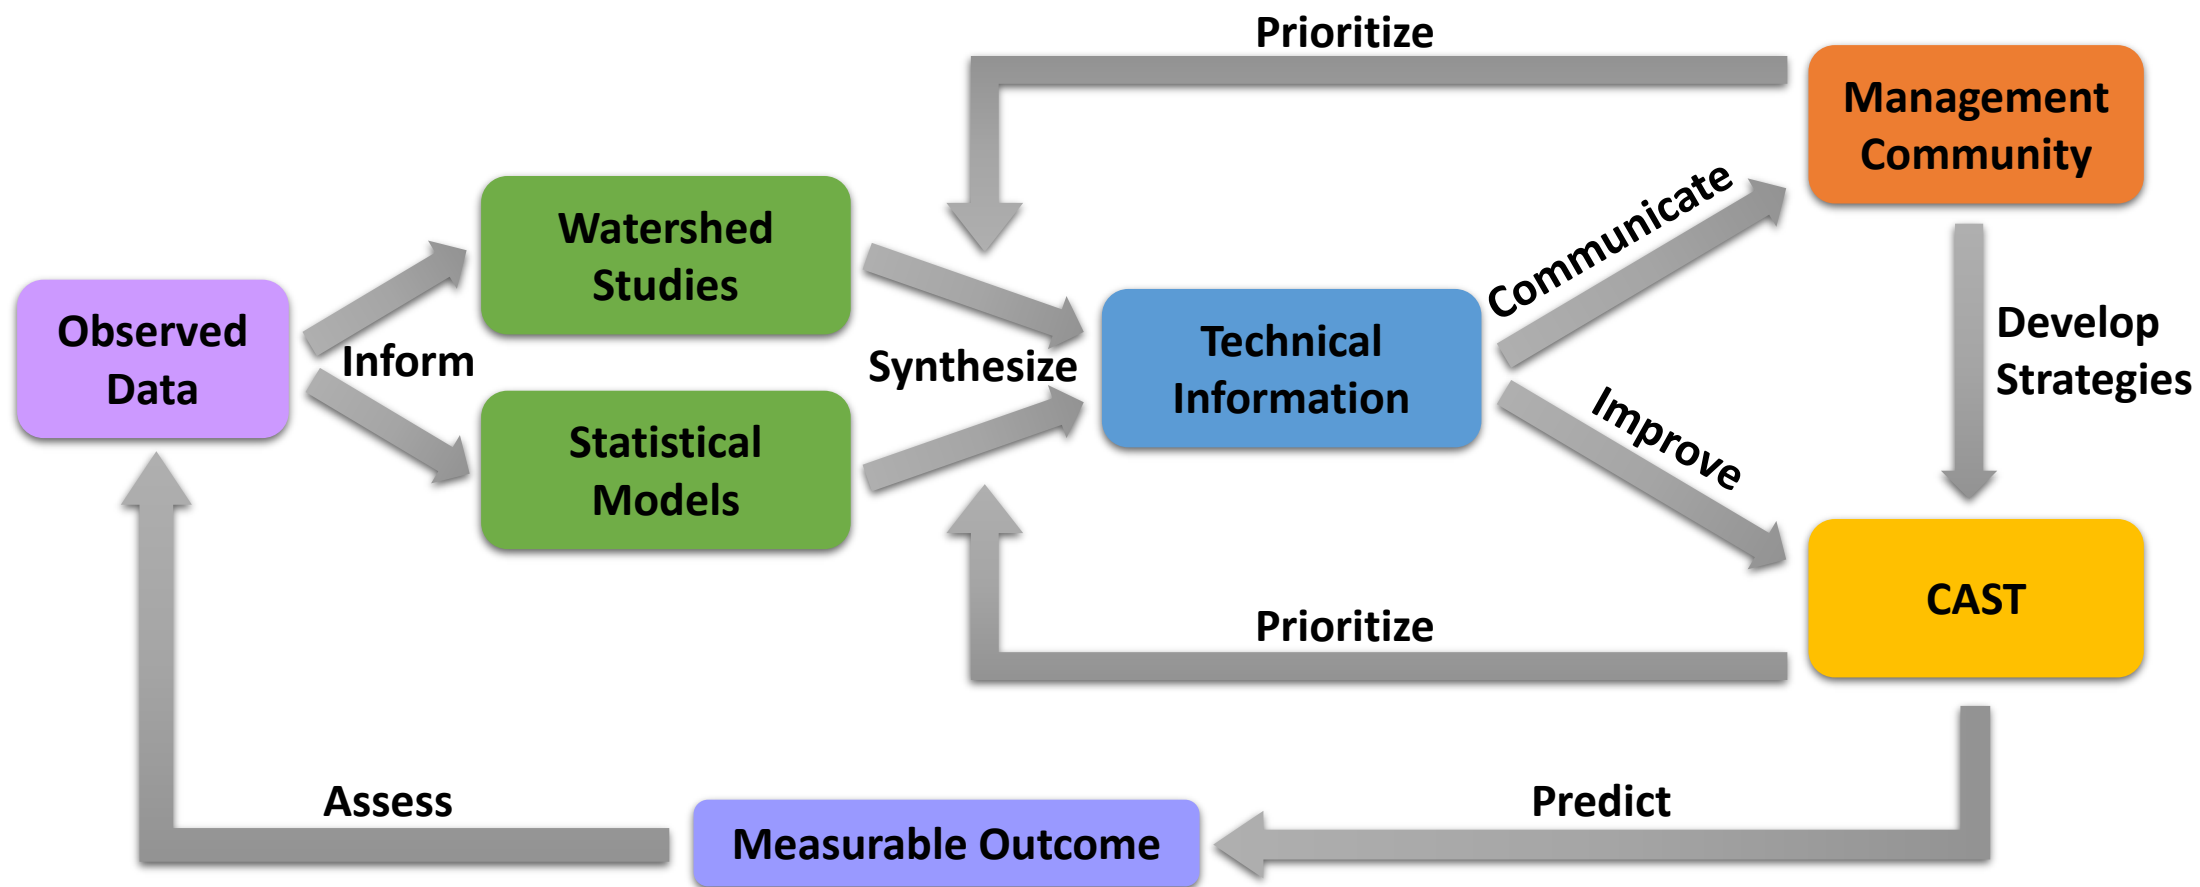 Prioritize
Management
Community
Watershed
Studies
Communicate
Observed
Data
Inform
Synthesize
Technical
Information
Develop
Strategies
Statistical
Models
Improve
CAST
Prioritize
Assess
Measurable Outcome
Predict